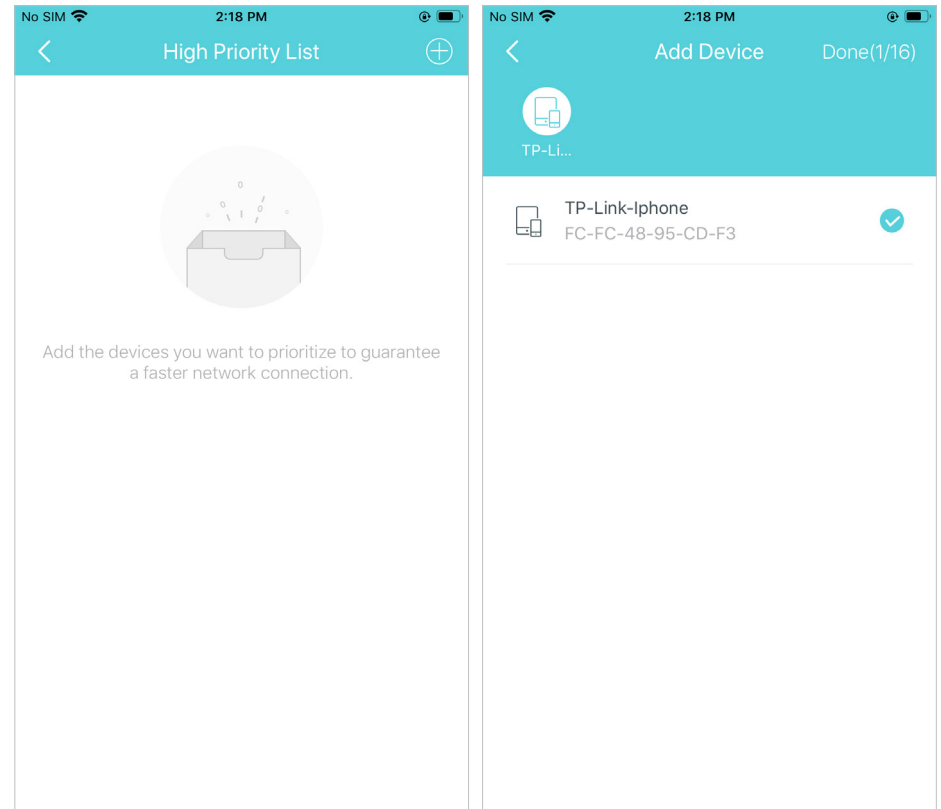 No SIM 2:18 PM
High Priority List
Add the devices you want to prioritize to guarantee
a faster network connection.
No SIM 2:18 PM
Add Device Done(1/16)
TP-Li...
TP-Link-Iphone
FC-FC-48-95-CD-F3